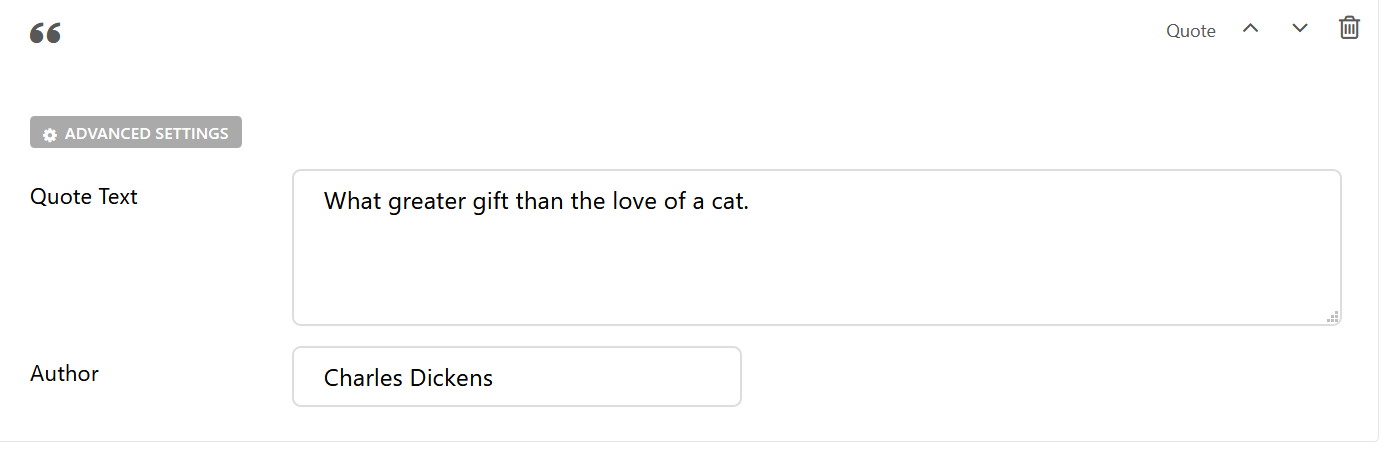 Quote
ADVANCED SETTINGS
Quote Text
What greater gift than the love of a cat.
Author
Charles Dickens